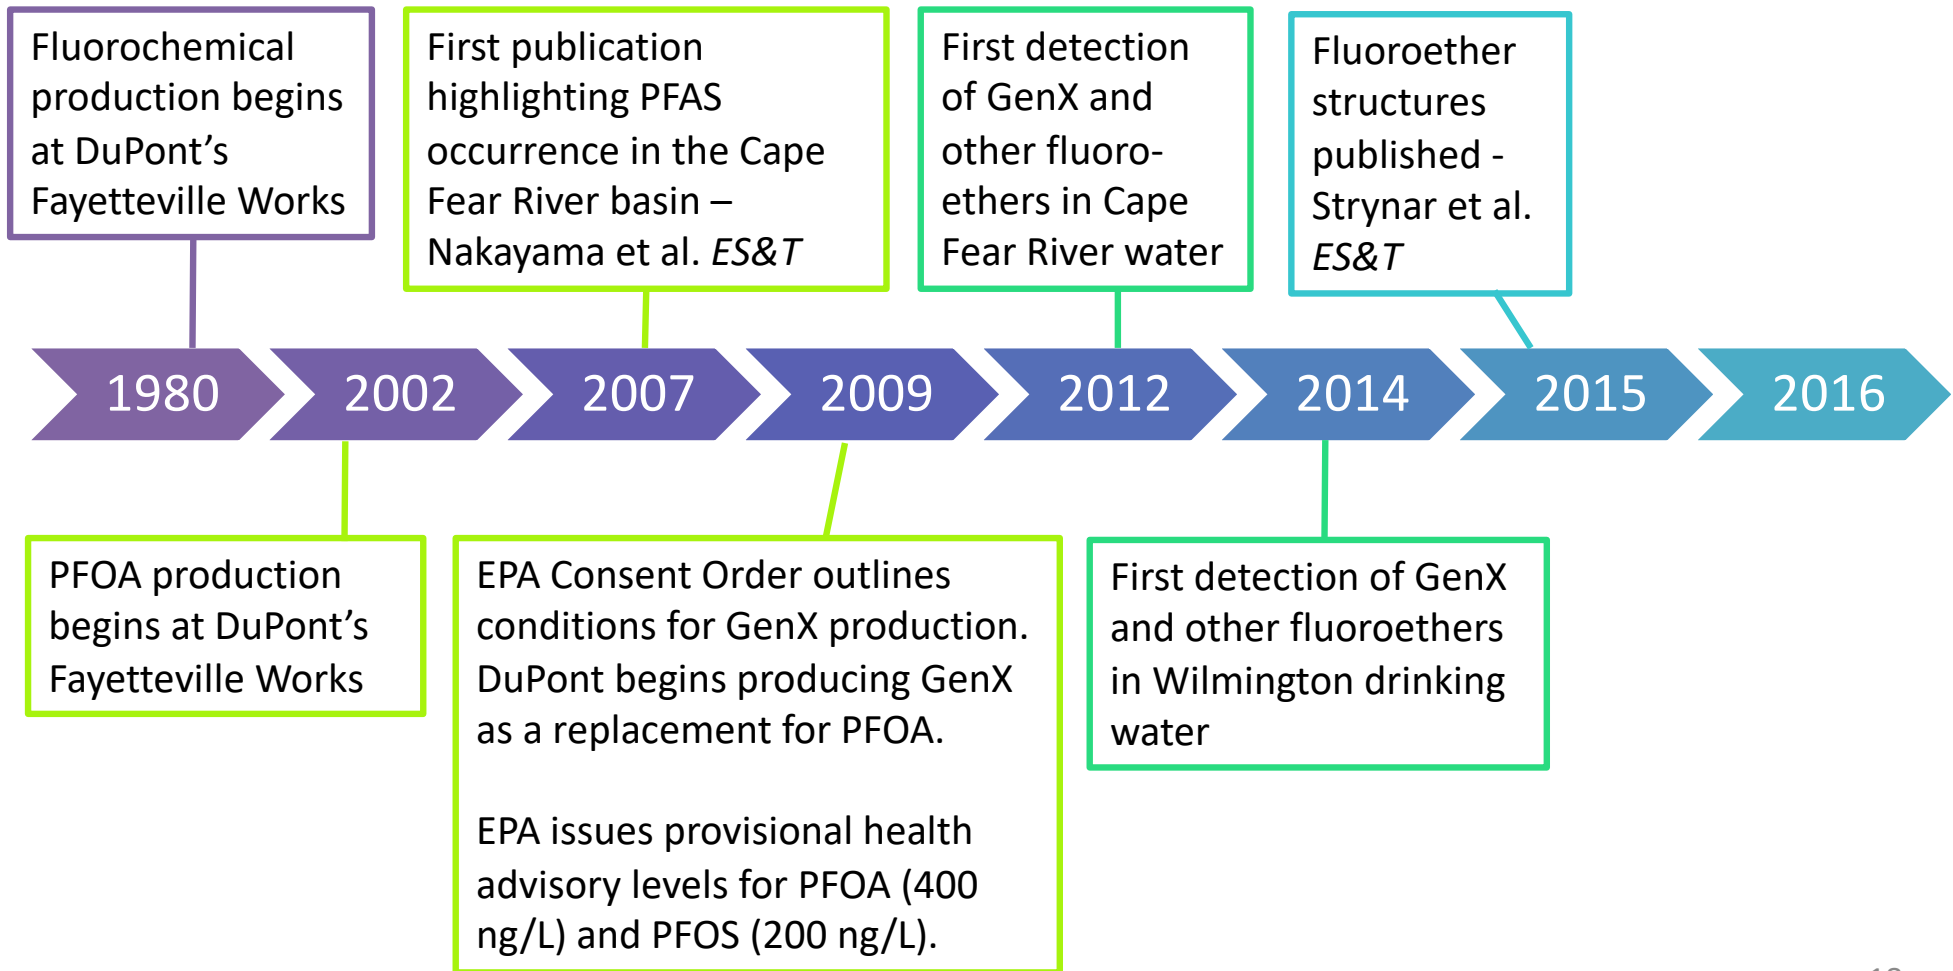 Fluorochemical
production begins
at DuPont’s
Fayetteville Works
First publication
highlighting PFAS
occurrence in the Cape
Fear River basin –
Nakayama et al. ES&T
First detection
of GenX and
other fluoro-
ethers in Cape
Fear River water
Fluoroether
structures
published -
Strynar et al.
ES&T
1980
2002
2007
2009
2012
2014
2015
2016
PFOA production
begins at DuPont’s
Fayetteville Works
EPA Consent Order outlines
conditions for GenX production.
DuPont begins producing GenX
as a replacement for PFOA.
EPA issues provisional health
advisory levels for PFOA (400
ng/L) and PFOS (200 ng/L).
First detection of GenX
and other fluoroethers
in Wilmington drinking
water